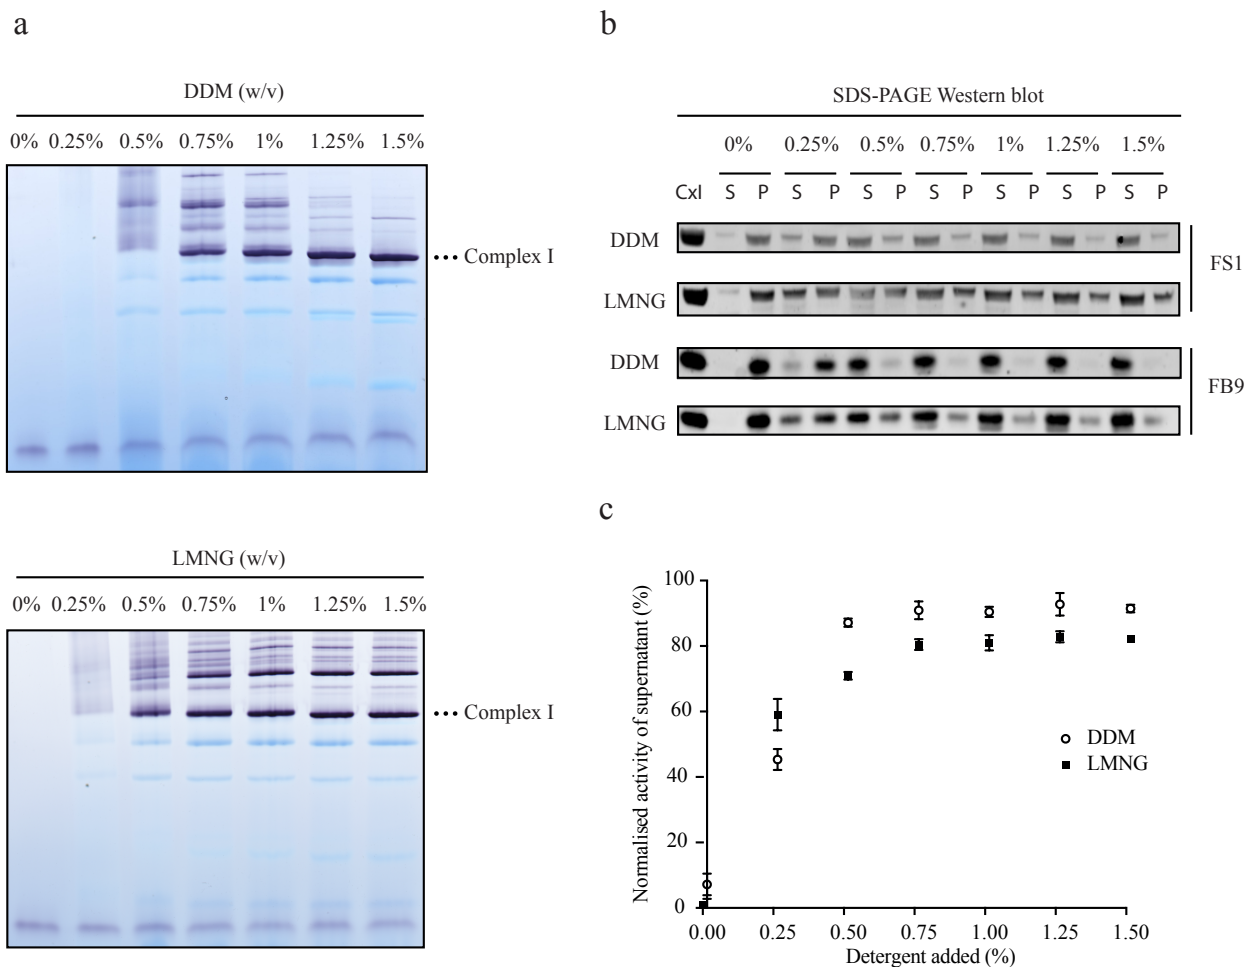 a
DDM (w/v)
0% 0.25% 0.5% 0.75% 1% 1.25% 1.5%
Complex I
LMNG (w/v)
0% 0.25% 0.5% 0.75% 1% 1.25% 1.5%
Complex I
b
SDS-PAGE Western blot
0% 0.25% 0.5% 0.75% 1% 1.25% 1.5%
CxI S P S P S P S P S P S P S P
DDM
LMNG
FS1
DDM
LMNG
FB9
c
Normalised activity of supernatant (%)
100
80
60
40
20
0
DDM
LMNG
0.00 0.25 0.50 0.75 1.00 1.25 1.50
Detergent added (%)